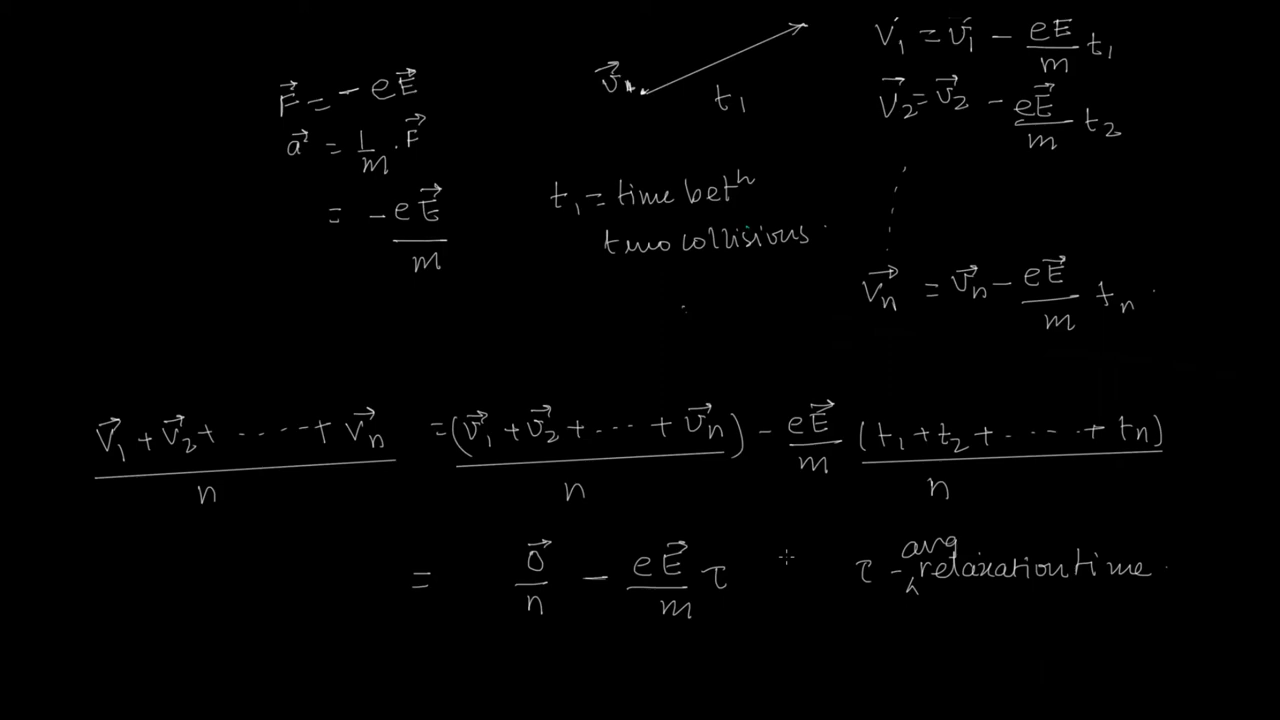 F⃗ = - eE⃗
a⃗ = 1/m . F⃗
= -eE⃗/m
v⃗₁
t₁
t₁ = time betⁿ
two collisions
V₁ = v₁ - eE/m t₁
V⃗₂ = v⃗₂ - eE⃗/m t₂
V⃗n = v⃗n - eE⃗/m tn
(V⃗₁ + V⃗₂ + ..... + V⃗n)/n = (v⃗₁ + v⃗₂ + ... + v⃗n)/n - eE⃗/m (t₁ + t₂ + ..... + tn)/n
= 0⃗/n - eE⃗/m τ
τ - avg relaxation time